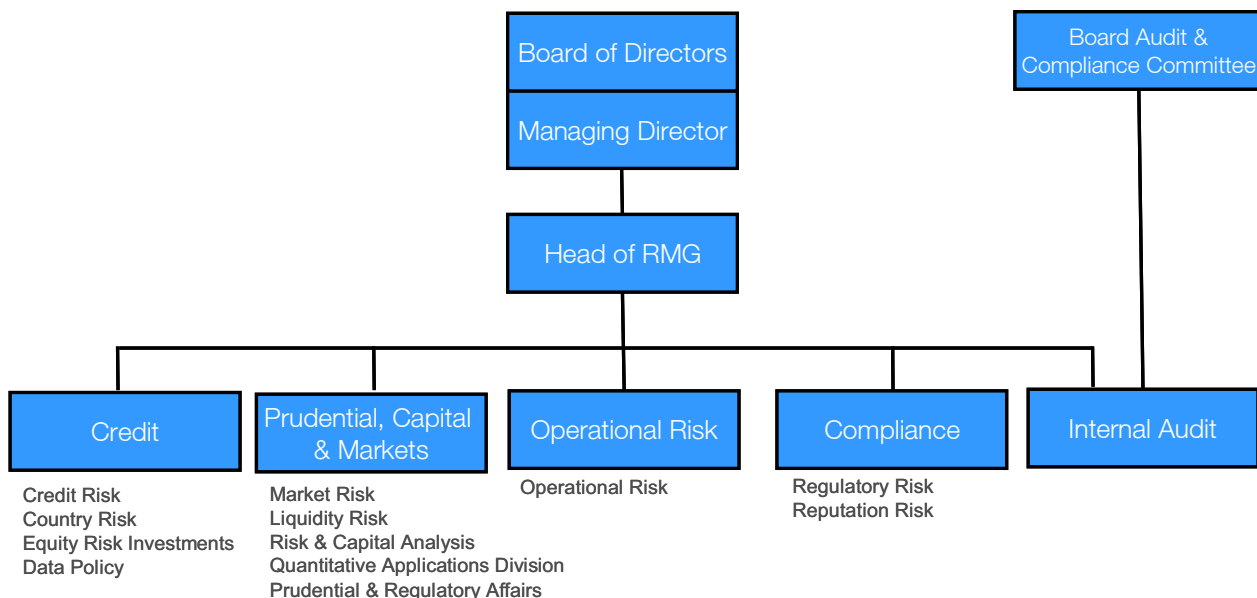 Board of Directors
Board Audit &
Compliance Committee
Managing Director
Head of RMG
Credit
Prudential, Capital
& Markets
Operational Risk
Compliance
Internal Audit
Credit Risk
Country Risk
Equity Risk Investments
Data Policy
Market Risk
Liquidity Risk
Risk & Capital Analysis
Quantitative Applications Division
Prudential & Regulatory Affairs
Operational Risk
Regulatory Risk
Reputation Risk